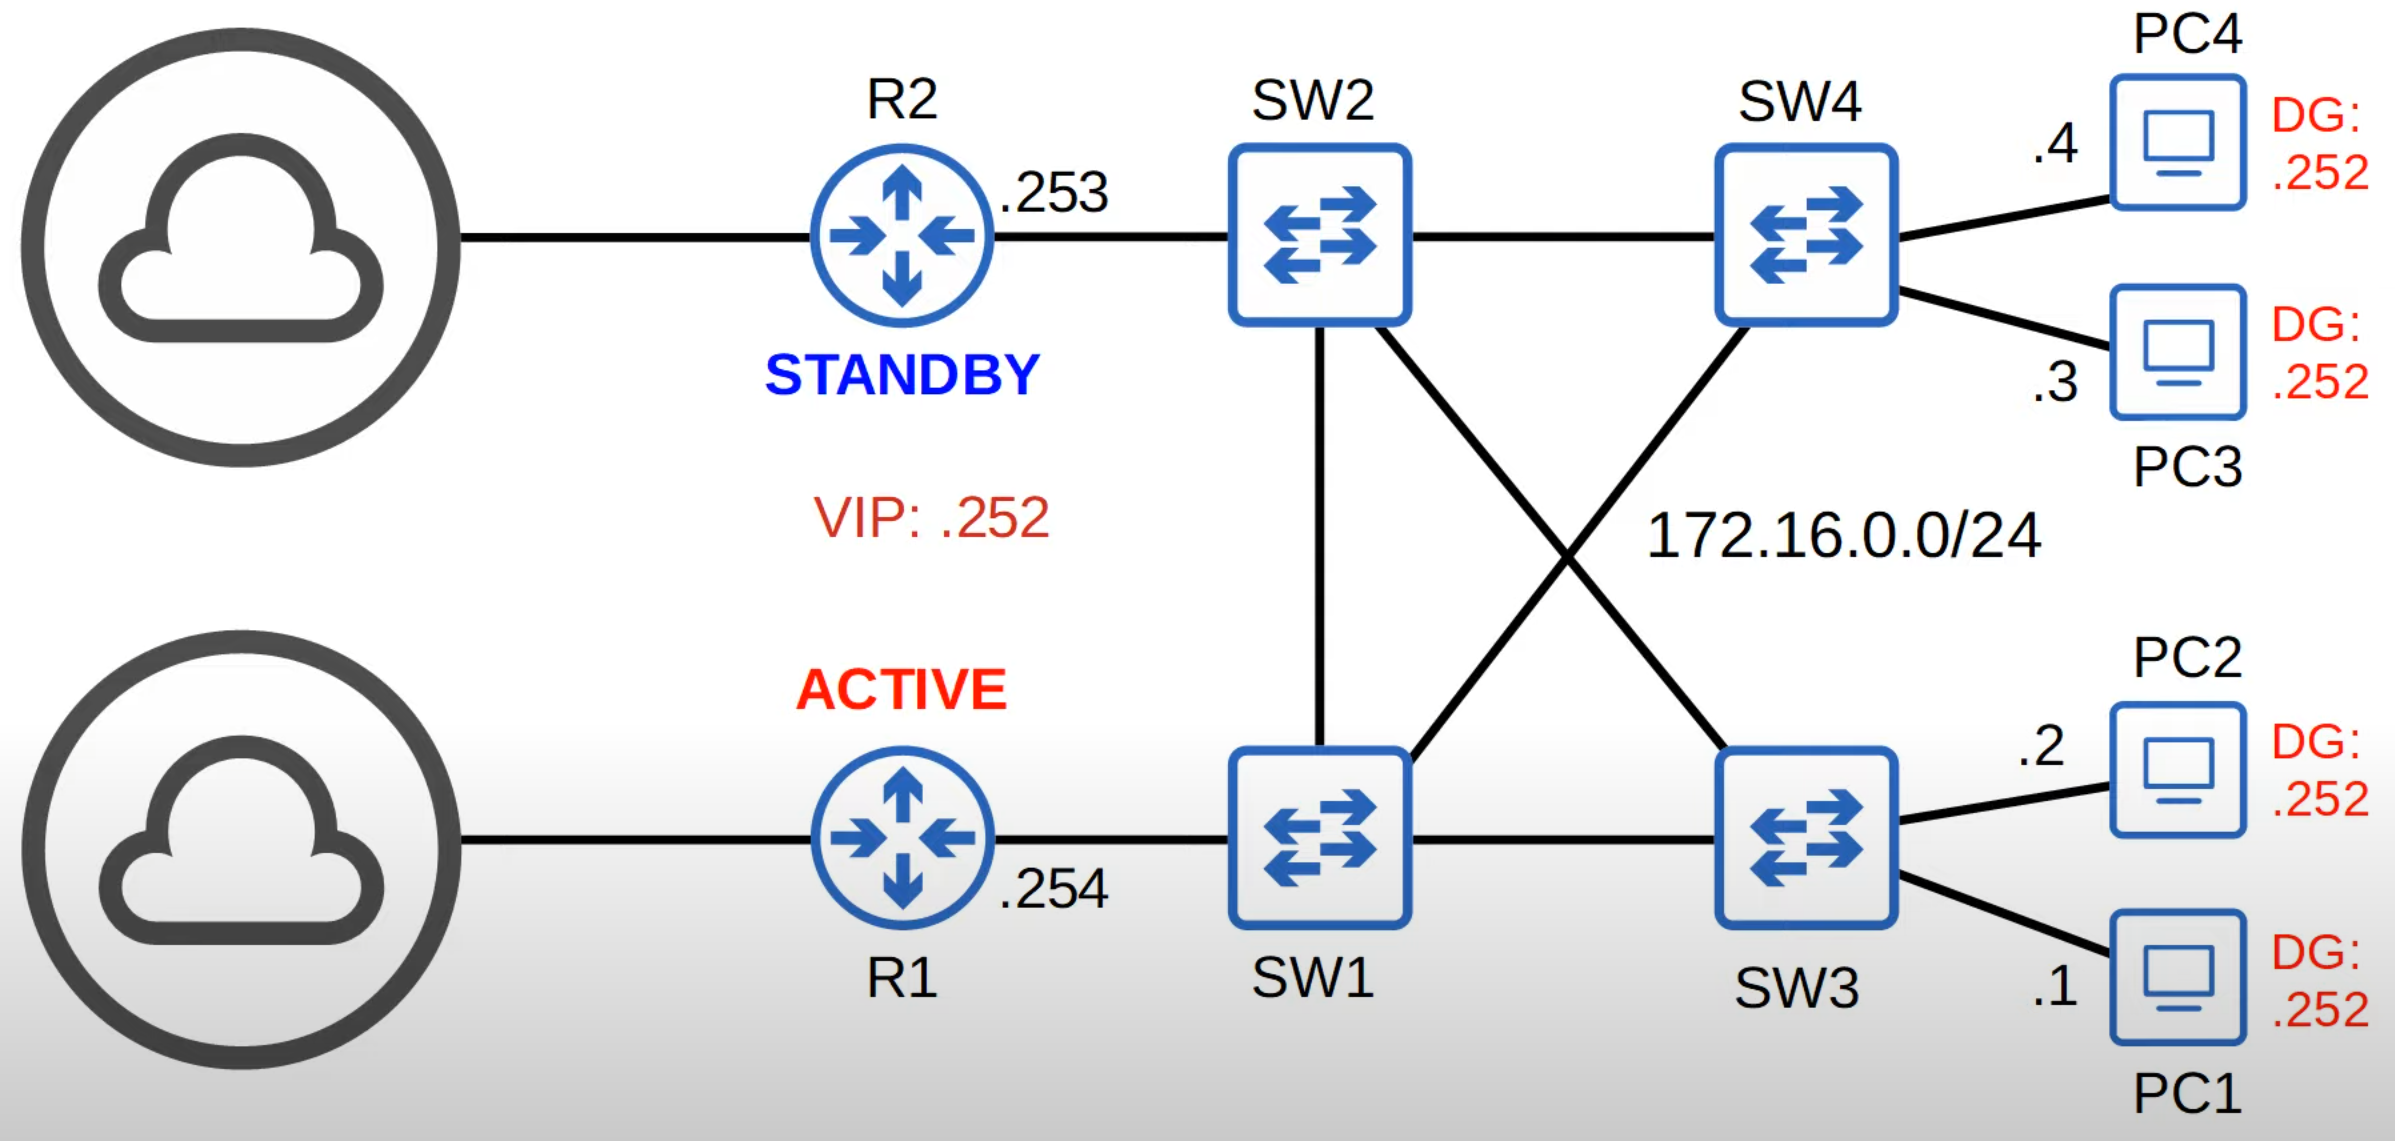 PC4
R2
SW2
SW4
DG:
.252
.4
.253
DG:
.252
.3
STANDBY
PC3
VIP: .252
172.16.0.0/24
ACTIVE
PC2
.2
DG:
.252
.254
R1
SW1
SW3
.1
DG:
.252
PC1